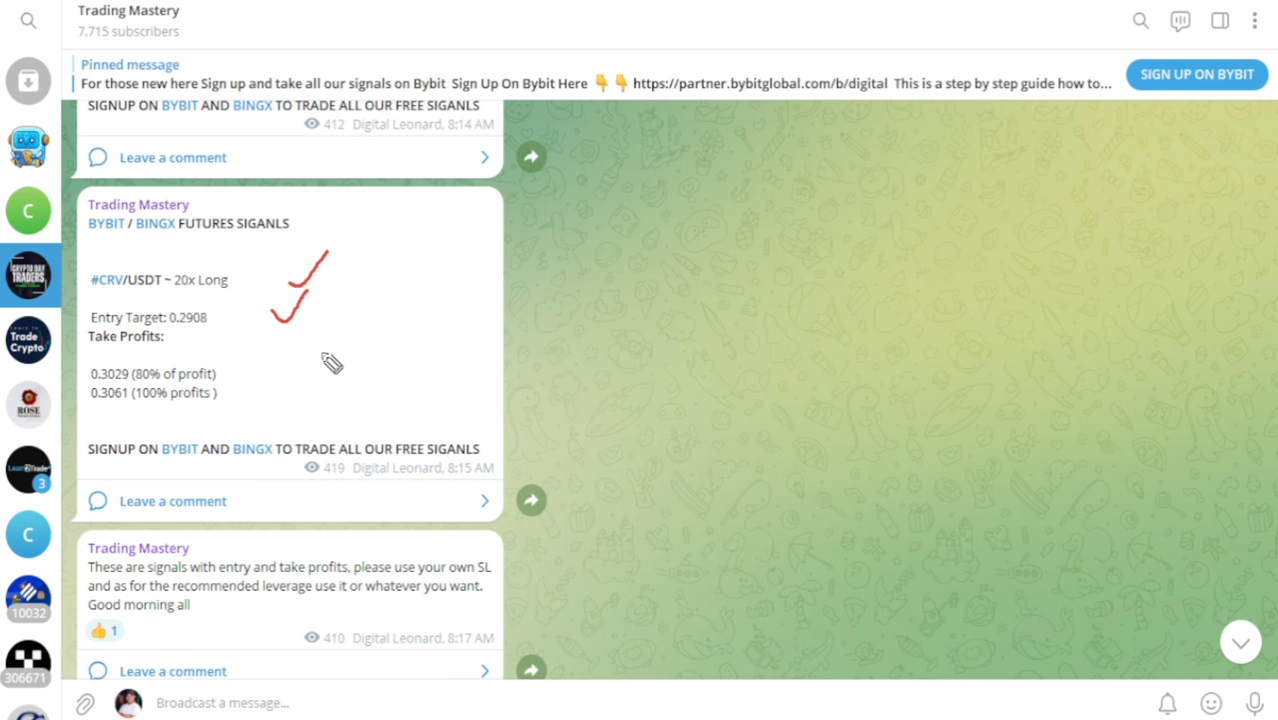 Trading Mastery
7,715 subscribers
Pinned message
For those new here Sign up and take all our signals on Bybit Sign Up On Bybit Here 👇 👇 https://partner.bybitglobal.com/b/digital This is a step by step guide how to...
SIGN UP ON BYBIT
SIGNUP ON BYBIT AND BINGX TO TRADE ALL OUR FREE SIGANLS
412 Digital Leonard, 8:14 AM
Leave a comment
Trading Mastery
BYBIT / BINGX FUTURES SIGANLS
#CRV/USDT ~ 20x Long
Entry Target: 0.2908
Take Profits:
0.3029 (80% of profit)
0.3061 (100% profits )
SIGNUP ON BYBIT AND BINGX TO TRADE ALL OUR FREE SIGANLS
419 Digital Leonard, 8:15 AM
Leave a comment
Trading Mastery
These are signals with entry and take profits, please use your own SL
and as for the recommended leverage use it or whatever you want.
Good morning all
👍 1
410 Digital Leonard, 8:17 AM
Leave a comment
Broadcast a message...
C
CRYPTO DAY
TRADERS
Trade
Crypto
ROSE
3
C
10032
306671